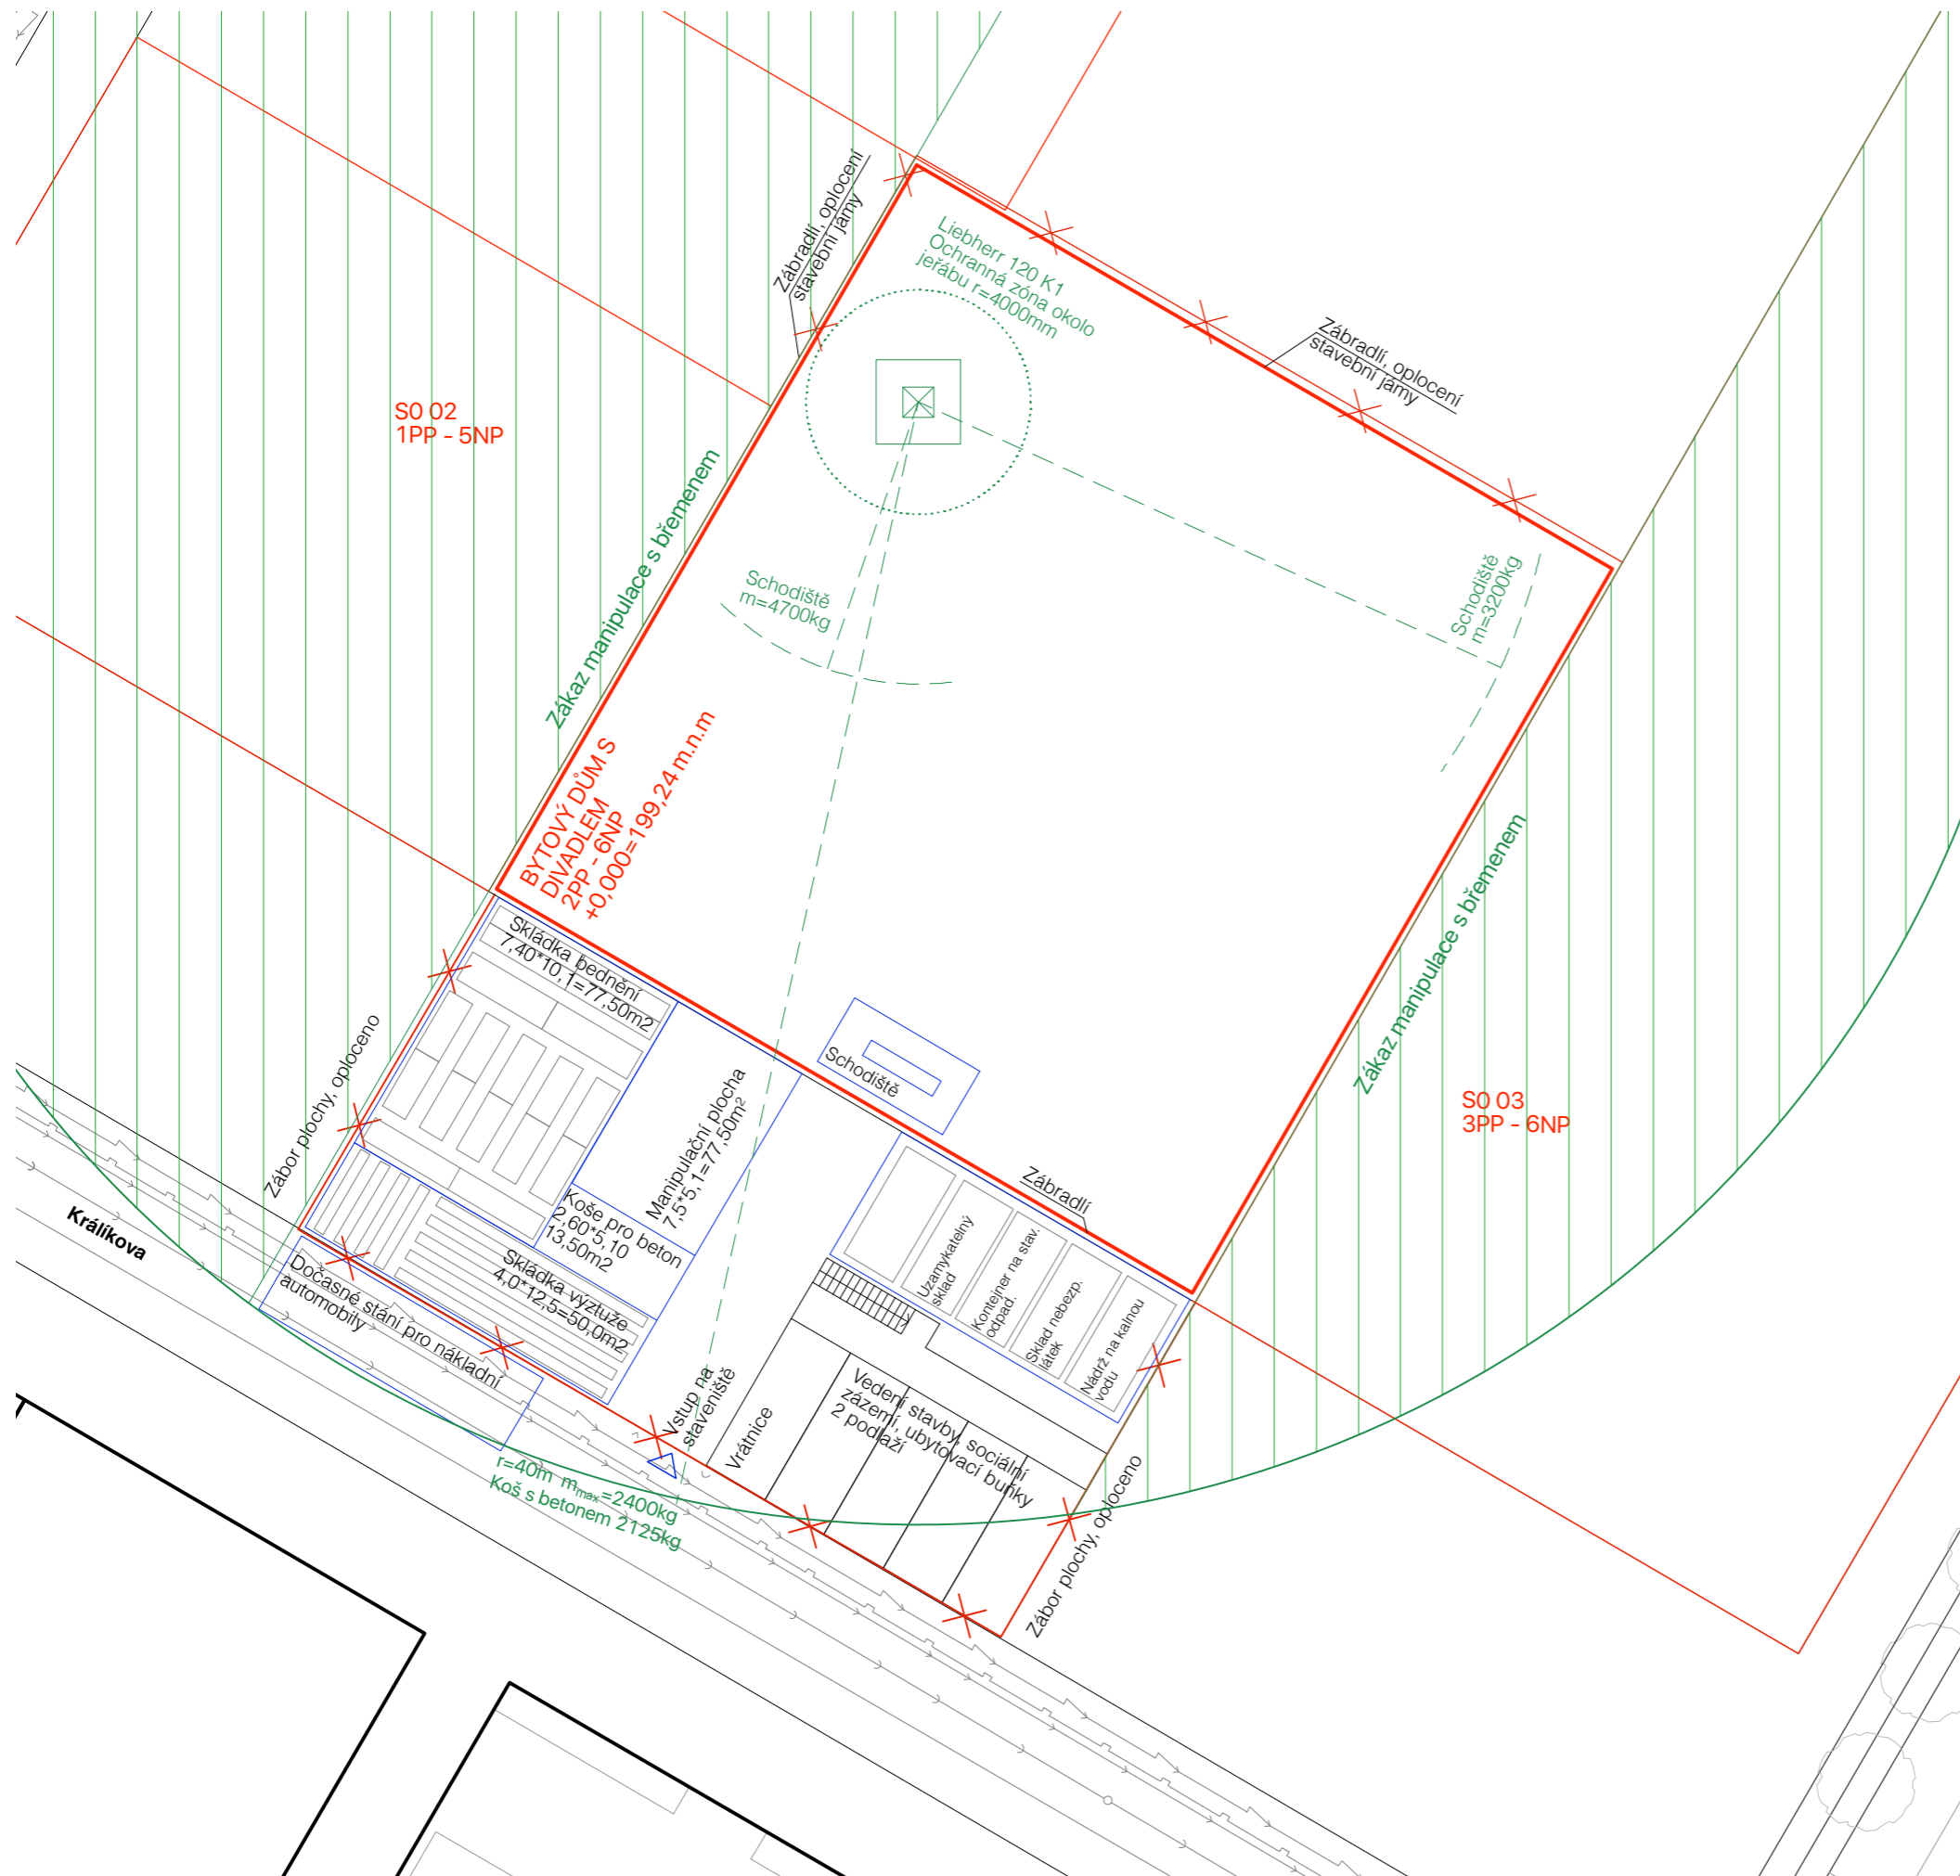 Zábradlí, oplocení
stavební jámy
Liebherr 120 K1
Ochranná zóna okolo
jeřábu r=4000mm
Zábradlí, oplocení
stavební jámy
S0 02
1PP - 5NP
Zákaz manipulace s břemenem
Schodiště
m=4700kg
Schodiště
m=3200kg
BYTOVÝ DŮM S
DIVADLEM
2PP - 6NP
+0,000=199,24 m.n.m
Zákaz manipulace s břemenem
S0 03
3PP - 6NP
Skládka bednění
7,40*10,1=77,50m2
Zábor plochy, oploceno
Manipulační plocha
7,5*5,1=77,50m²
Schodiště
Zábradlí
Koše pro beton
2,60*5,10
13,50m2
Králíkova
Skládka výztuže
4,0*12,5=50,0m2
Dočasné stání pro nákladní
automobily
Uzamykatelný
sklad
Kontejner na stav.
odpad.
Sklad nebezp.
látek
Nádrž na kalnou
vodu
Vstup na
staveniště
Vrátnice
Vedení stavby, sociální
zázemí, ubytovací buňky
2 podlaží
r=40m mmax=2400kg
Koš s betonem 2125kg
Zábor plochy, oploceno